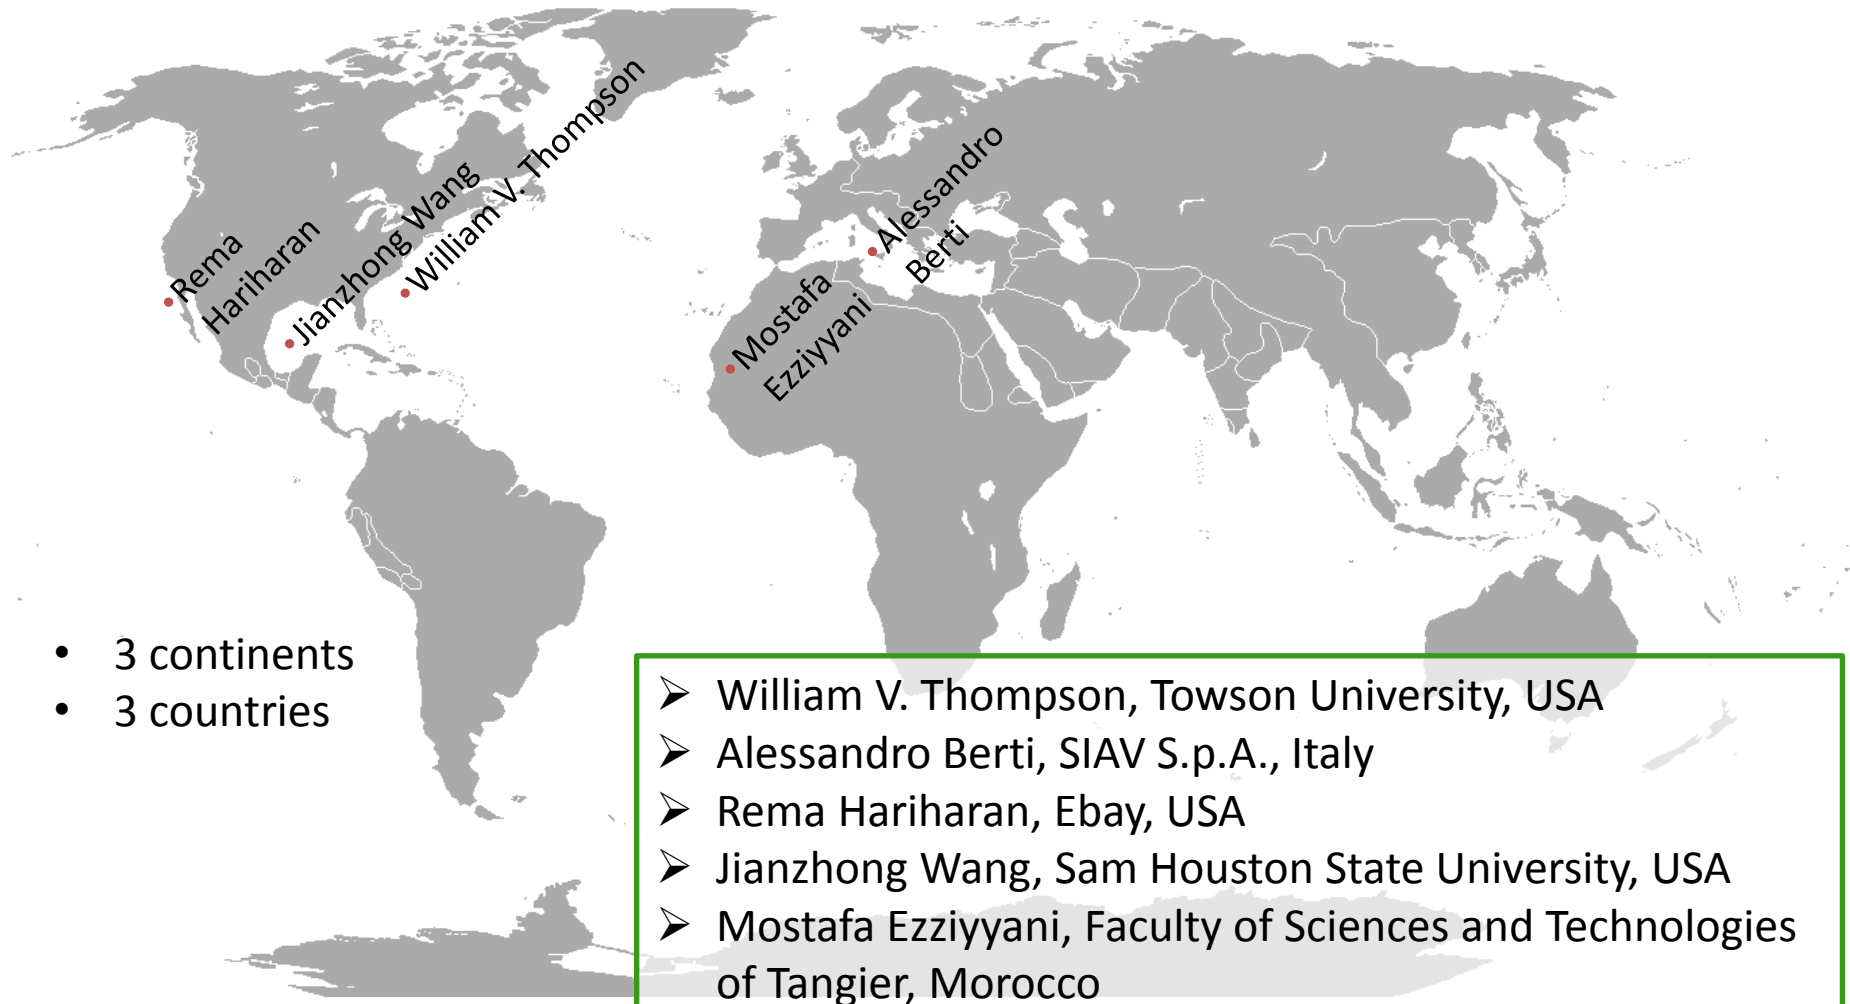 William V. Thompson
Alessandro
Berti
Jianzhong Wang
Rema
Hariharan
Mostafa
Ezziyyani
• 3 continents
• 3 countries
➢ William V. Thompson, Towson University, USA
➢ Alessandro Berti, SIAV S.p.A., Italy
➢ Rema Hariharan, Ebay, USA
➢ Jianzhong Wang, Sam Houston State University, USA
➢ Mostafa Ezziyyani, Faculty of Sciences and Technologies
of Tangier, Morocco